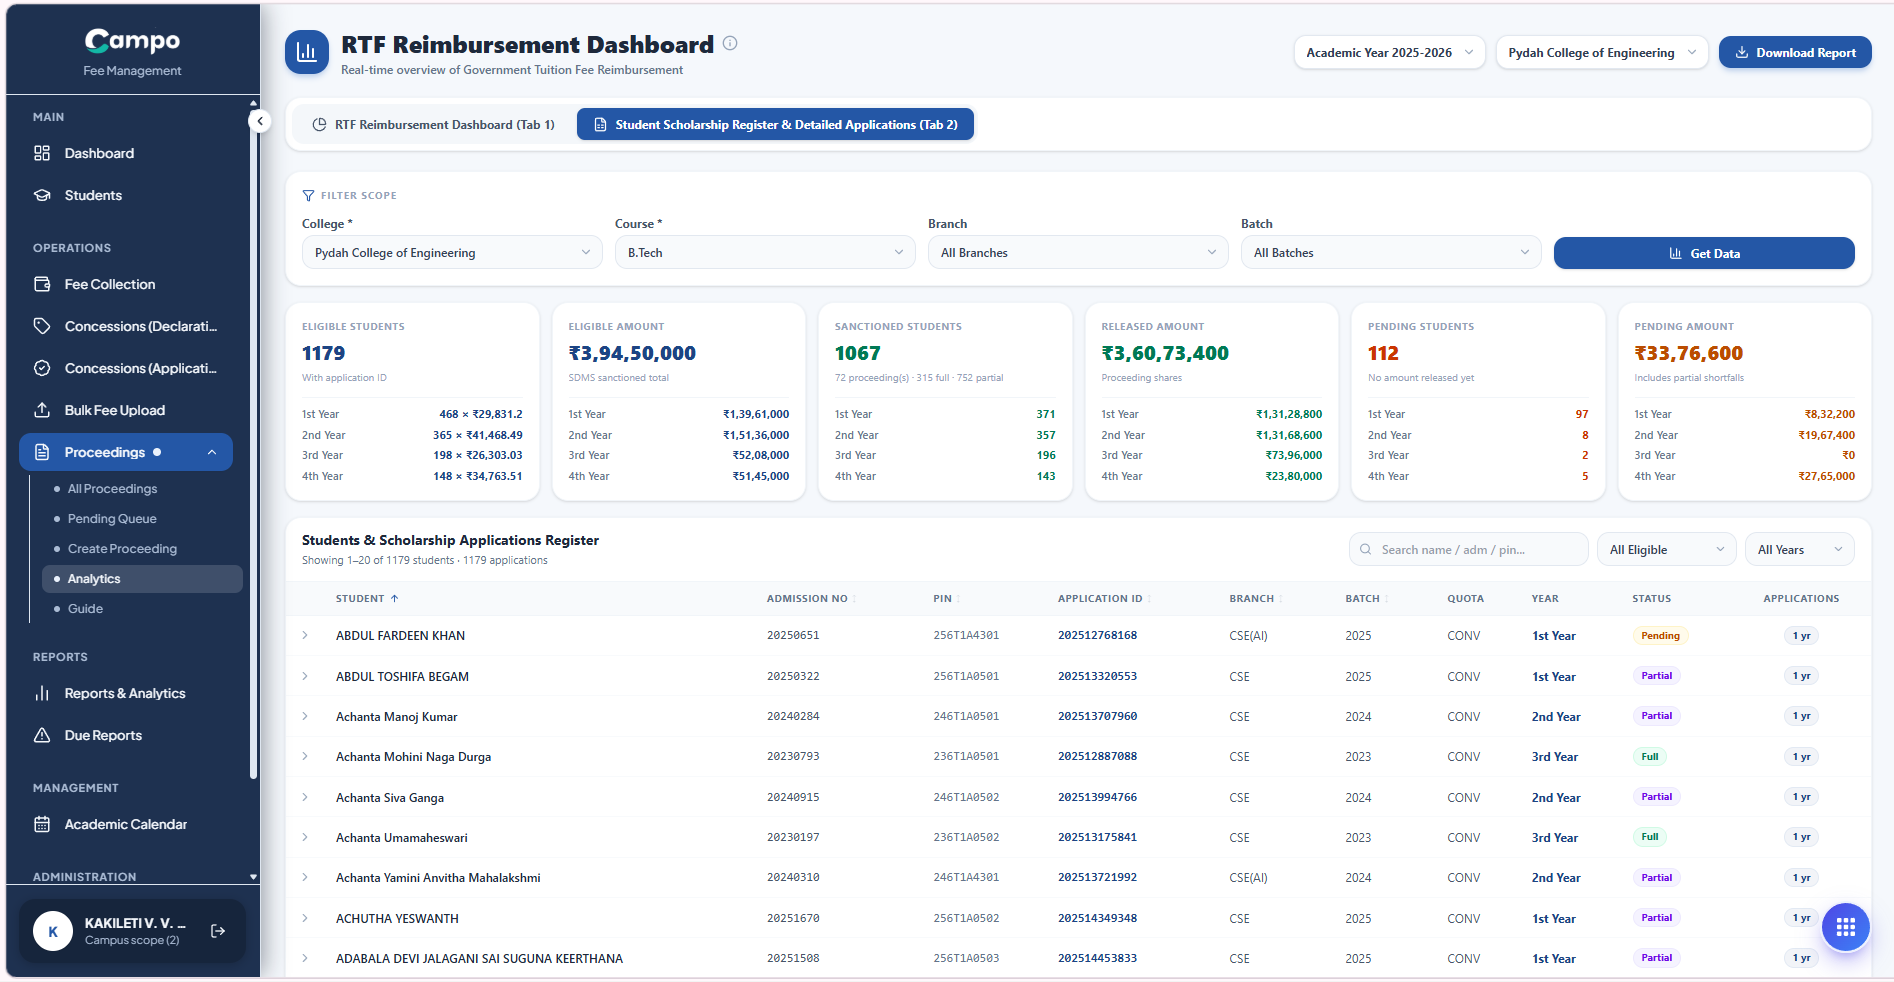 Campo
Fee Management
MAIN
Dashboard
Students
OPERATIONS
Fee Collection
Concessions (Declarati...
Concessions (Applicati...
Bulk Fee Upload
Proceedings
All Proceedings
Pending Queue
Create Proceeding
Analytics
Guide
REPORTS
Reports & Analytics
Due Reports
MANAGEMENT
Academic Calendar
ADMINISTRATION
K
KAKILETI V. V. ...
Campus scope (2)
RTF Reimbursement Dashboard
Real-time overview of Government Tuition Fee Reimbursement
Academic Year 2025-2026
Pydah College of Engineering
Download Report
RTF Reimbursement Dashboard (Tab 1)
Student Scholarship Register & Detailed Applications (Tab 2)
FILTER SCOPE
College * Course * Branch Batch
Pydah College of Engineering B.Tech All Branches All Batches Get Data
ELIGIBLE STUDENTS
1179
With application ID
1st Year 468 × ₹29,831.2
2nd Year 365 × ₹41,468.49
3rd Year 198 × ₹26,303.03
4th Year 148 × ₹34,763.51
ELIGIBLE AMOUNT
₹3,94,50,000
SDMS sanctioned total
1st Year ₹1,39,61,000
2nd Year ₹1,51,36,000
3rd Year ₹52,08,000
4th Year ₹51,45,000
SANCTIONED STUDENTS
1067
72 proceeding(s) · 315 full · 752 partial
1st Year 371
2nd Year 357
3rd Year 196
4th Year 143
RELEASED AMOUNT
₹3,60,73,400
Proceeding shares
1st Year ₹1,31,28,800
2nd Year ₹1,31,68,600
3rd Year ₹73,96,000
4th Year ₹23,80,000
PENDING STUDENTS
112
No amount released yet
1st Year 97
2nd Year 8
3rd Year 2
4th Year 5
PENDING AMOUNT
₹33,76,600
Includes partial shortfalls
1st Year ₹8,32,200
2nd Year ₹19,67,400
3rd Year ₹0
4th Year ₹27,65,000
Students & Scholarship Applications Register
Showing 1–20 of 1179 students · 1179 applications
Search name / adm / pin... All Eligible All Years
STUDENT ↑ ADMISSION NO PIN APPLICATION ID BRANCH BATCH QUOTA YEAR STATUS APPLICATIONS
ABDUL FARDEEN KHAN 20250651 256T1A4301 202512768168 CSE(AI) 2025 CONV 1st Year Pending 1 yr
ABDUL TOSHIFA BEGAM 20250322 256T1A0501 202513320553 CSE 2025 CONV 1st Year Partial 1 yr
Achanta Manoj Kumar 20240284 246T1A0501 202513707960 CSE 2024 CONV 2nd Year Partial 1 yr
Achanta Mohini Naga Durga 20230793 236T1A0501 202512887088 CSE 2023 CONV 3rd Year Full 1 yr
Achanta Siva Ganga 20240915 246T1A0502 202513994766 CSE 2024 CONV 2nd Year Partial 1 yr
Achanta Umamaheswari 20230197 236T1A0502 202513175841 CSE 2023 CONV 3rd Year Full 1 yr
Achanta Yamini Anvitha Mahalakshmi 20240310 246T1A4301 202513721992 CSE(AI) 2024 CONV 2nd Year Partial 1 yr
ACHUTHA YESWANTH 20251670 256T1A0502 202514349348 CSE 2025 CONV 1st Year Partial 1 yr
ADABALA DEVI JALAGANI SAI SUGUNA KEERTHANA 20251508 256T1A0503 202514453833 CSE 2025 CONV 1st Year Partial 1 yr